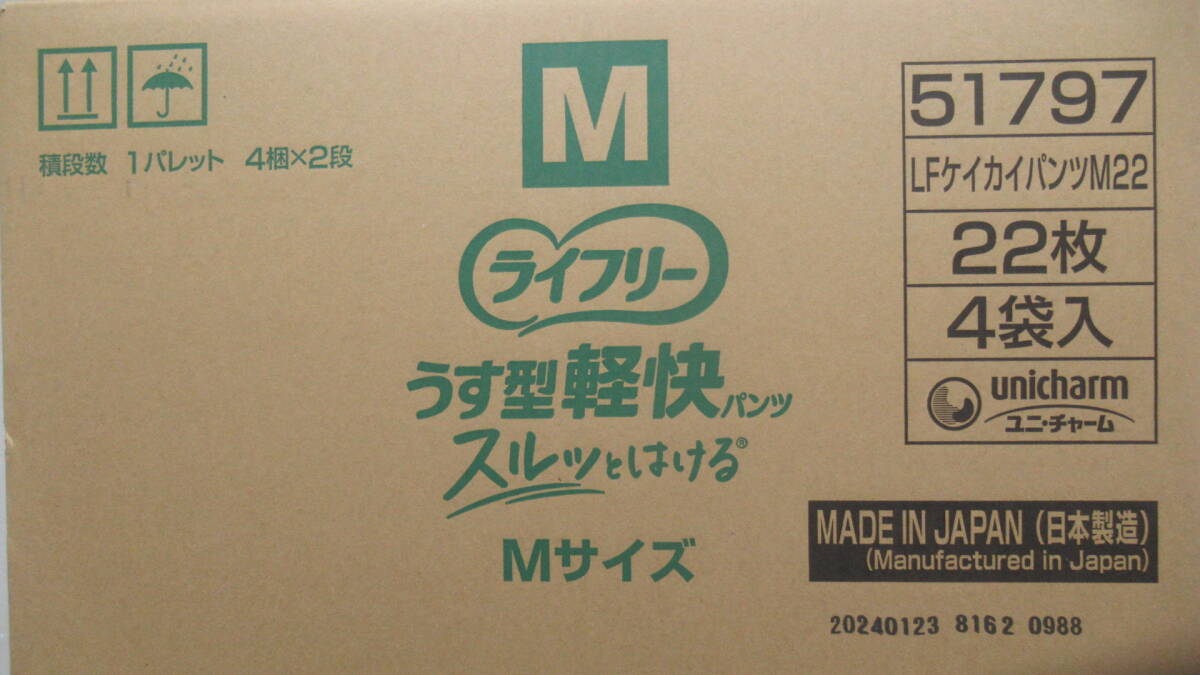 積段数 1パレット 4梱×2段
M
ライフリー
うす型軽快パンツ
スルッとはける®
Mサイズ
51797
LFケイカイパンツM22
22枚
4袋入
unicharm
ユニ・チャーム
MADE IN JAPAN(日本製造)
(Manufactured in Japan)
20240123 8162 0988